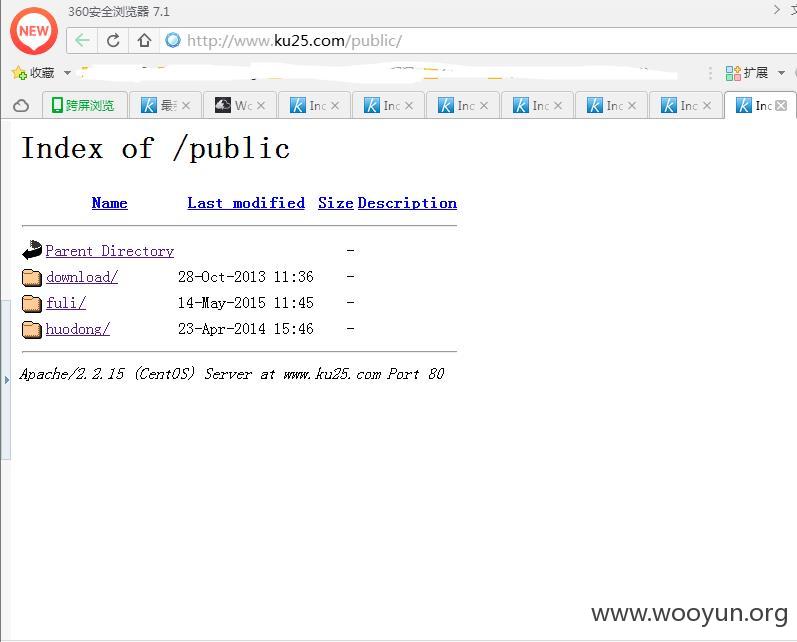 360安全浏览器 7.1
NEW
http://www.ku25.com/public/
收藏
扩展
跨屏浏览
Inc
Inc
Inc
Inc
Inc
Inc
Inc
Index of /public
Name Last modified Size Description
Parent Directory -
download/ 28-Oct-2013 11:36 -
fuli/ 14-May-2015 11:45 -
huodong/ 23-Apr-2014 15:46 -
Apache/2.2.15 (CentOS) Server at www.ku25.com Port 80
www.wooyun.org